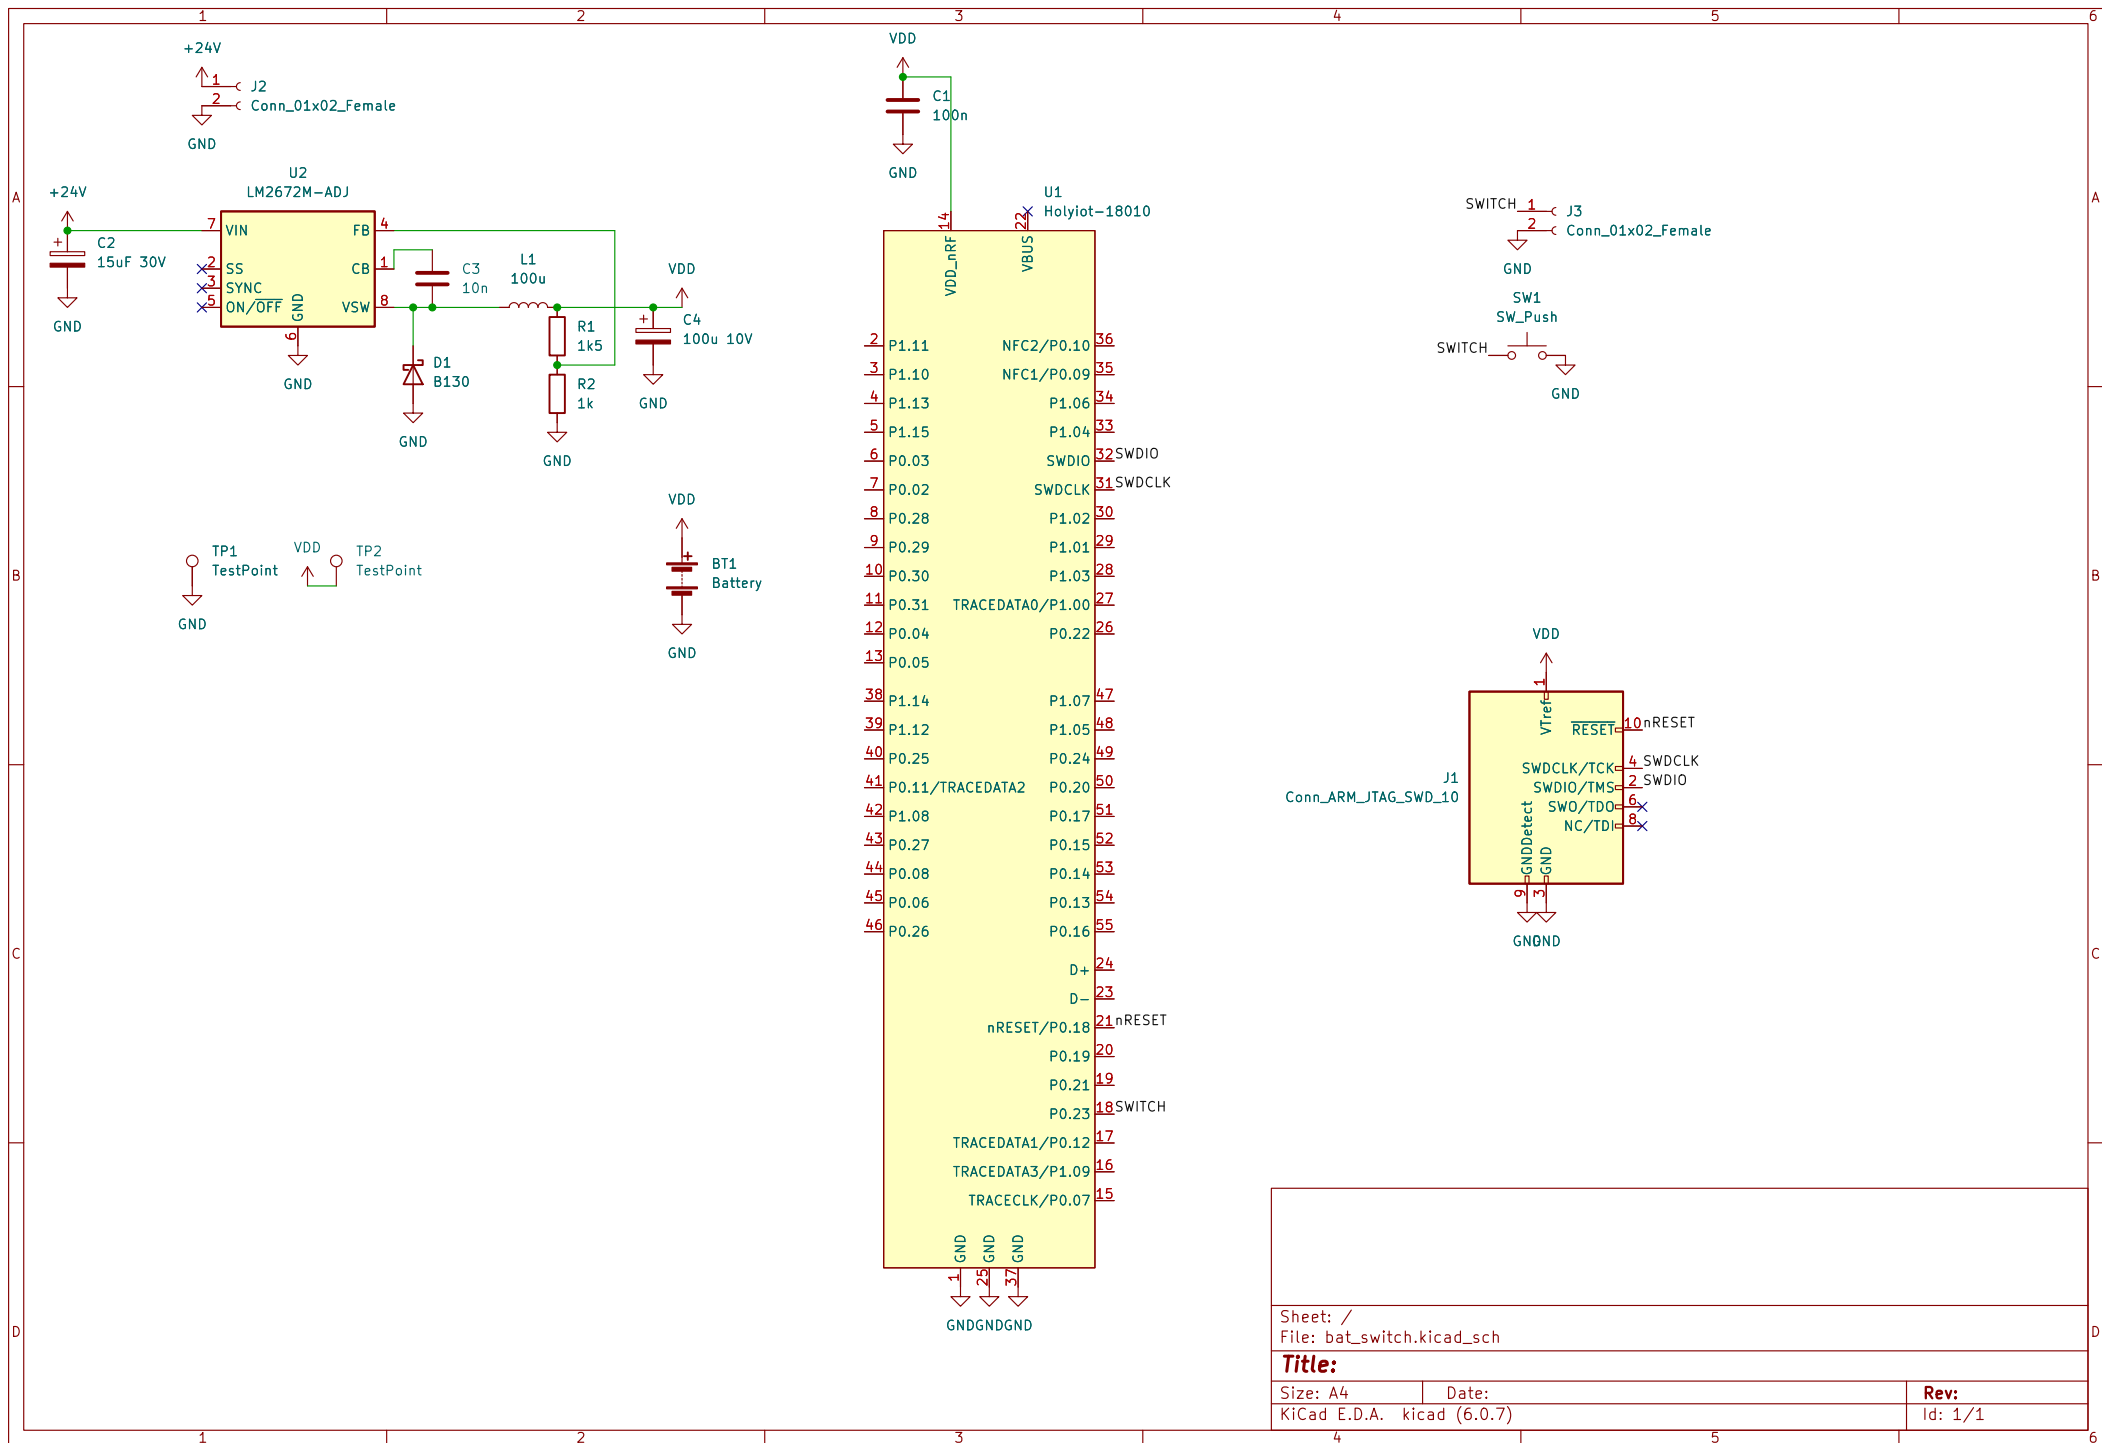 1 2 3 4 5 6
+24V
1 J2
2 Conn_01x02_Female
GND
U2
LM2672M-ADJ
+24V
C2
15uF 30V
GND
7 VIN
2 SS
3 SYNC
5 ON/OFF
GND
6
GND
FB 4
CB 1
VSW 8
C3
10n
L1
100u
VDD
R1
1k5
R2
1k
GND
C4
100u 10V
GND
D1
B130
GND
TP1
TestPoint
GND
VDD
TP2
TestPoint
VDD
BT1
Battery
GND
VDD
C1
100n
GND
U1
Holyiot-18010
14
VDD_nRF
22
VBUS
2 P1.11
3 P1.10
4 P1.13
5 P1.15
6 P0.03
7 P0.02
8 P0.28
9 P0.29
10 P0.30
11 P0.31
12 P0.04
13 P0.05
38 P1.14
39 P1.12
40 P0.25
41 P0.11/TRACEDATA2
42 P1.08
43 P0.27
44 P0.08
45 P0.06
46 P0.26
NFC2/P0.10 36
NFC1/P0.09 35
P1.06 34
P1.04 33
SWDIO 32 SWDIO
SWDCLK 31 SWDCLK
P1.02 30
P1.01 29
P1.03 28
TRACEDATA0/P1.00 27
P0.22 26
P1.07 47
P1.05 48
P0.24 49
P0.20 50
P0.17 51
P0.15 52
P0.14 53
P0.13 54
P0.16 55
D+ 24
D- 23
nRESET/P0.18 21 nRESET
P0.19 20
P0.21 19
P0.23 18 SWITCH
TRACEDATA1/P0.12 17
TRACEDATA3/P1.09 16
TRACECLK/P0.07 15
GND GND GND
1 25 37
GND GND GND
SWITCH 1 J3
2 Conn_01x02_Female
GND
SW1
SW_Push
SWITCH
GND
VDD
1
VTref
RESET 10 nRESET
SWDCLK/TCK 4 SWDCLK
SWDIO/TMS 2 SWDIO
SWO/TDO 6
NC/TDI 8
J1
Conn_ARM_JTAG_SWD_10
GNDDetect GND
9 3
GND GND
A A
B B
C C
D D
Sheet: /
File: bat_switch.kicad_sch
Title:
Size: A4 Date: Rev:
KiCad E.D.A. kicad (6.0.7) Id: 1/1
1 2 3 4 5 6